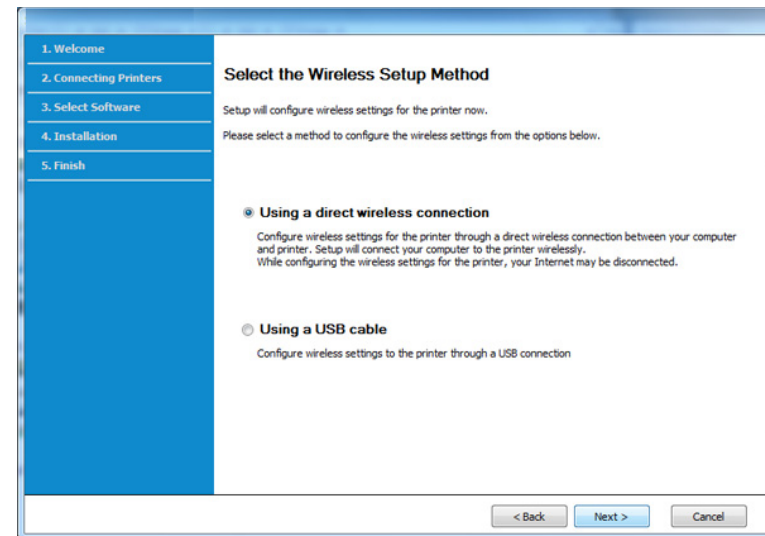 1. Welcome
2. Connecting Printers
3. Select Software
4. Installation
5. Finish
Select the Wireless Setup Method
Setup will configure wireless settings for the printer now.
Please select a method to configure the wireless settings from the options below.
Using a direct wireless connection
Configure wireless settings for the printer through a direct wireless connection between your computer
and printer. Setup will connect your computer to the printer wirelessly.
While configuring the wireless settings for the printer, your Internet may be disconnected.
Using a USB cable
Configure wireless settings to the printer through a USB connection
< Back Next > Cancel